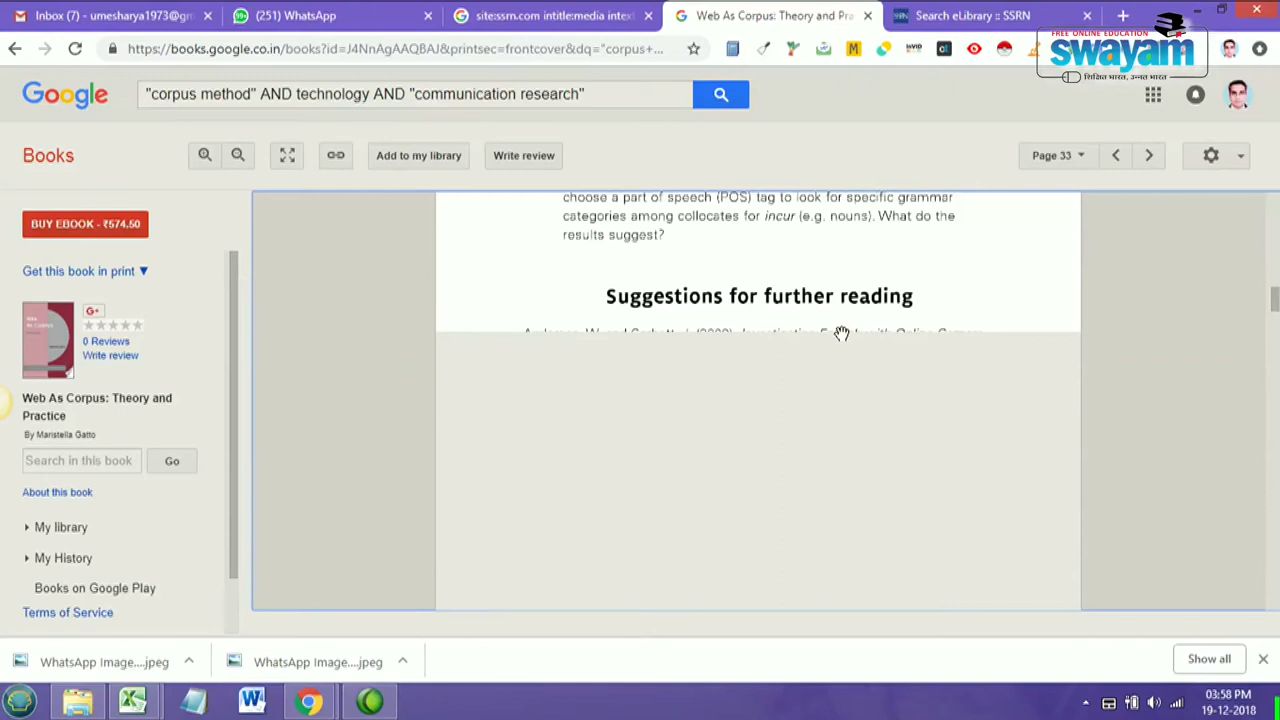 Inbox (7) - umesharya1973@gm
(251) WhatsApp
site:ssrn.com intitle:media intex
Web As Corpus: Theory and Pra
Search eLibrary :: SSRN
https://books.google.co.in/books?id=J4NnAgAAQBAJ&printsec=frontcover&dq="corpus+...
FREE ONLINE EDUCATION
swayam
शिक्षित भारत, उन्नत भारत
Google
"corpus method" AND technology AND "communication research"
Books
Add to my library
Write review
Page 33
BUY EBOOK - ₹574.50
Get this book in print ▼
G+
0 Reviews
Write review
Web As Corpus: Theory and
Practice
By Maristella Gatto
Search in this book
Go
About this book
My library
My History
Books on Google Play
Terms of Service
choose a part of speech (POS) tag to look for specific grammar
categories among collocates for incur (e.g. nouns). What do the
results suggest?
Suggestions for further reading
WhatsApp Image....jpeg
WhatsApp Image....jpeg
Show all
03:58 PM
19-12-2018